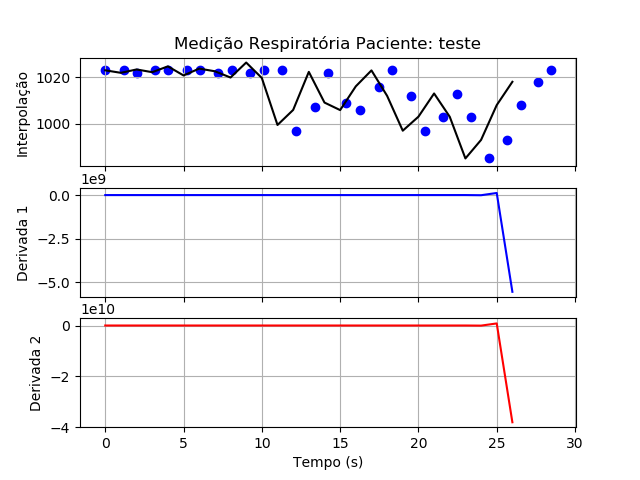 Medição Respiratória Paciente: teste
Interpolação
1020
1000
1e9
Derivada 1
0.0
−2.5
−5.0
1e10
Derivada 2
0
−2
−4
0 5 10 15 20 25 30
Tempo (s)